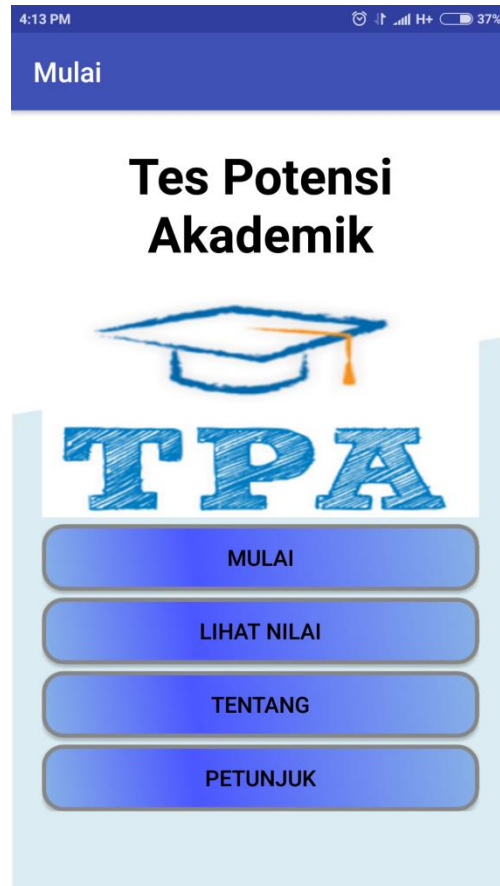 4:13 PM H+ 37%
Mulai
Tes Potensi
Akademik
TPA
MULAI
LIHAT NILAI
TENTANG
PETUNJUK